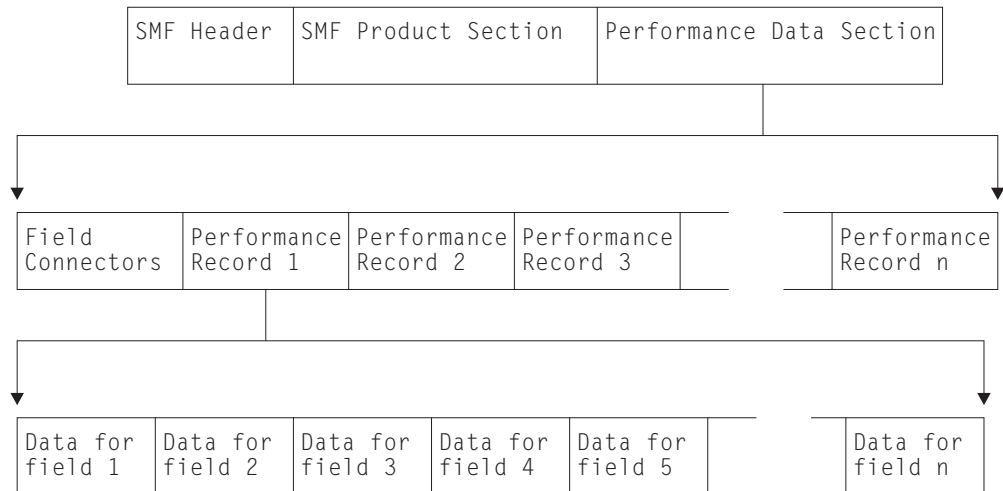 SMF Header SMF Product Section Performance Data Section
Field Performance Performance Performance Performance
Connectors Record 1 Record 2 Record 3 Record n
Data for Data for Data for Data for Data for Data for
field 1 field 2 field 3 field 4 field 5 field n